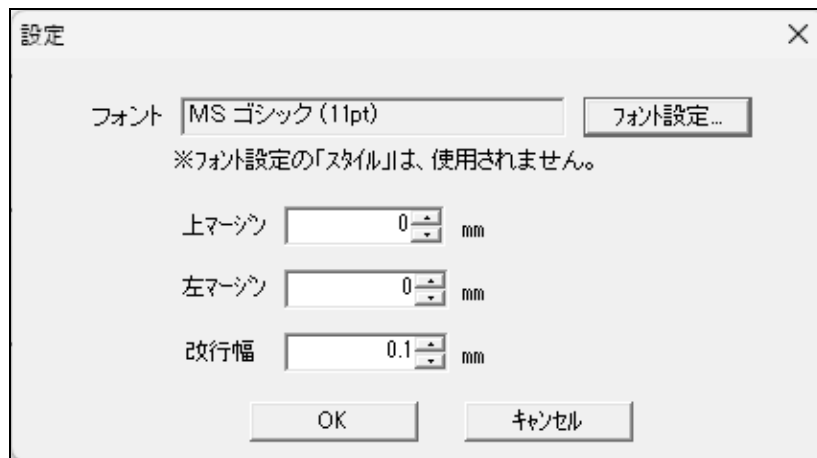 設定
フォント MS ゴシック (11pt) フォント設定...
※フォント設定の「スタイル」は、使用されません。
上マージン 0 mm
左マージン 0 mm
改行幅 0.1 mm
OK キャンセル